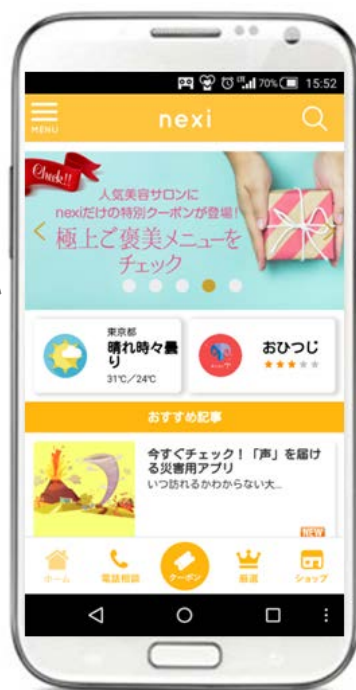 70% 15:52
MENU
nexi
Check!!
人気美容サロンに
nexiだけの特別クーポンが登場!
極上ご褒美メニューを
チェック
東京都
晴れ時々曇
り
31℃/24℃
おひつじ
おすすめ記事
今すぐチェック!「声」を届け
る災害用アプリ
いつ訪れるかわからない大...
NEW
ホーム
電話相談
クーポン
厳選
ショップ